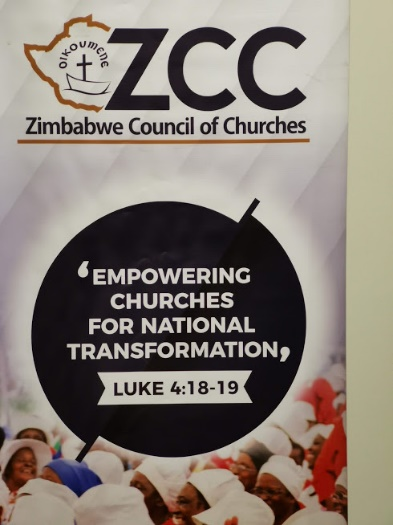 OIKOUMENE
ZCC
Zimbabwe Council of Churches
‘EMPOWERING
CHURCHES
FOR NATIONAL
TRANSFORMATION,
LUKE 4:18-19